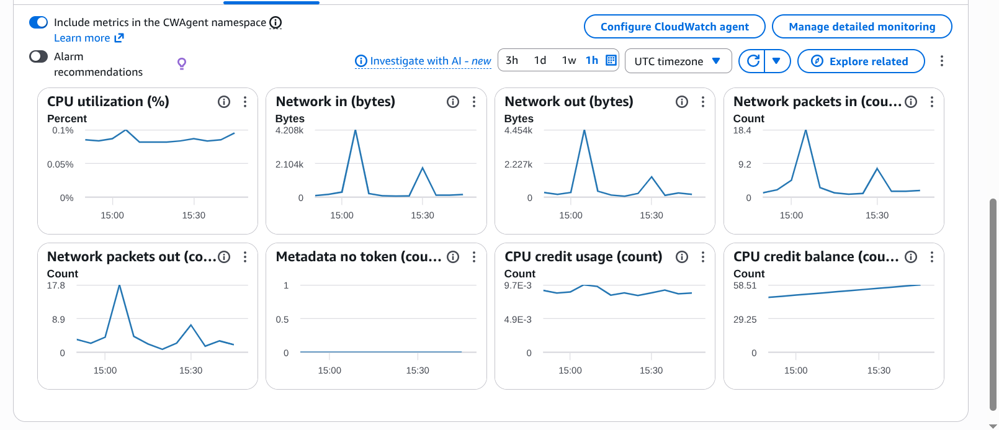 Include metrics in the CWAgent namespace
Learn more
Configure CloudWatch agent
Manage detailed monitoring
Alarm
recommendations
Investigate with AI - new
3h 1d 1w 1h
UTC timezone
Explore related
CPU utilization (%)
Percent
0.1%
0.05%
0%
15:00 15:30
Network in (bytes)
Bytes
4.208k
2.104k
0
15:00 15:30
Network out (bytes)
Bytes
4.454k
2.227k
0
15:00 15:30
Network packets in (cou...
Count
18.4
9.2
0
15:00 15:30
Network packets out (co...
Count
17.8
8.9
0
15:00 15:30
Metadata no token (cou...
1
0.5
0
15:00 15:30
CPU credit usage (count)
Count
9.7E-3
4.9E-3
0
15:00 15:30
CPU credit balance (cou...
Count
58.51
29.25
0
15:00 15:30